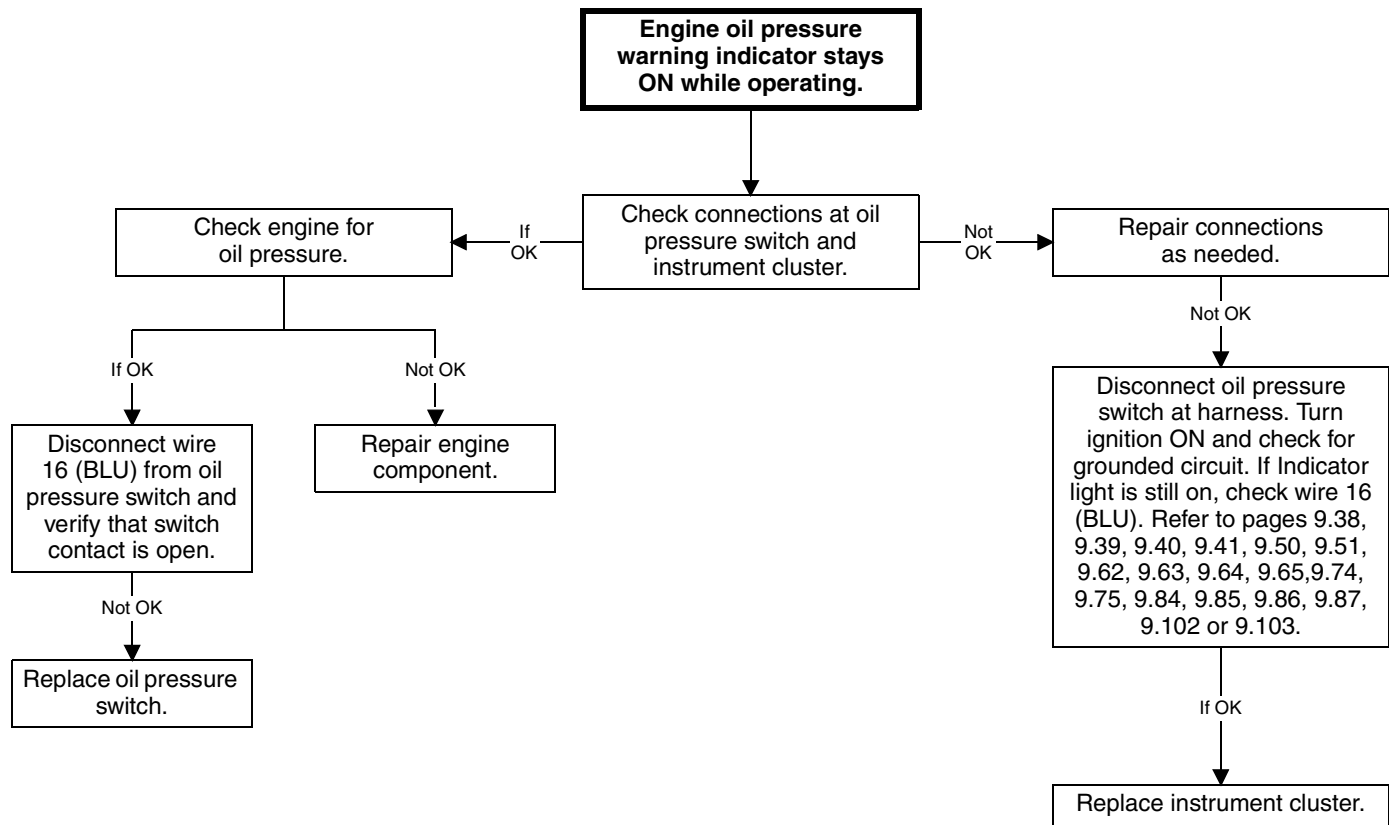 Engine oil pressure
warning indicator stays
ON while operating.
Check engine for
oil pressure.
If
OK
Check connections at oil
pressure switch and
instrument cluster.
Not
OK
Repair connections
as needed.
Not OK
If OK
Not OK
Disconnect wire
16 (BLU) from oil
pressure switch and
verify that switch
contact is open.
Repair engine
component.
Disconnect oil pressure
switch at harness. Turn
ignition ON and check for
grounded circuit. If Indicator
light is still on, check wire 16
(BLU). Refer to pages 9.38,
9.39, 9.40, 9.41, 9.50, 9.51,
9.62, 9.63, 9.64, 9.65,9.74,
9.75, 9.84, 9.85, 9.86, 9.87,
9.102 or 9.103.
Not OK
Replace oil pressure
switch.
If OK
Replace instrument cluster.